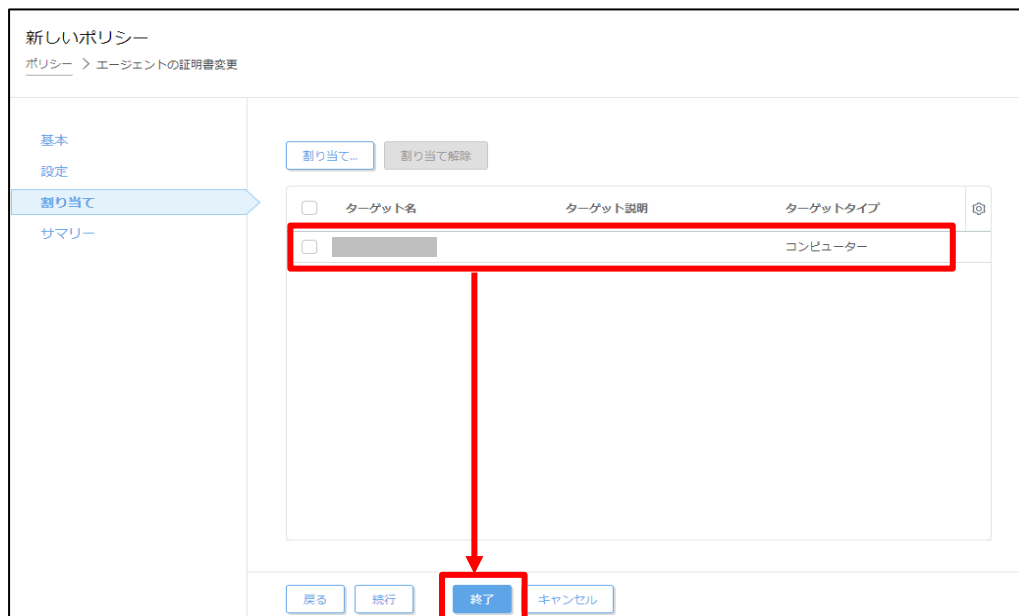 新しいポリシー
ポリシー > エージェントの証明書変更
基本
設定
割り当て
サマリー
割り当て... 割り当て解除
ターゲット名 ターゲット説明 ターゲットタイプ
コンピューター
戻る 続行 終了 キャンセル